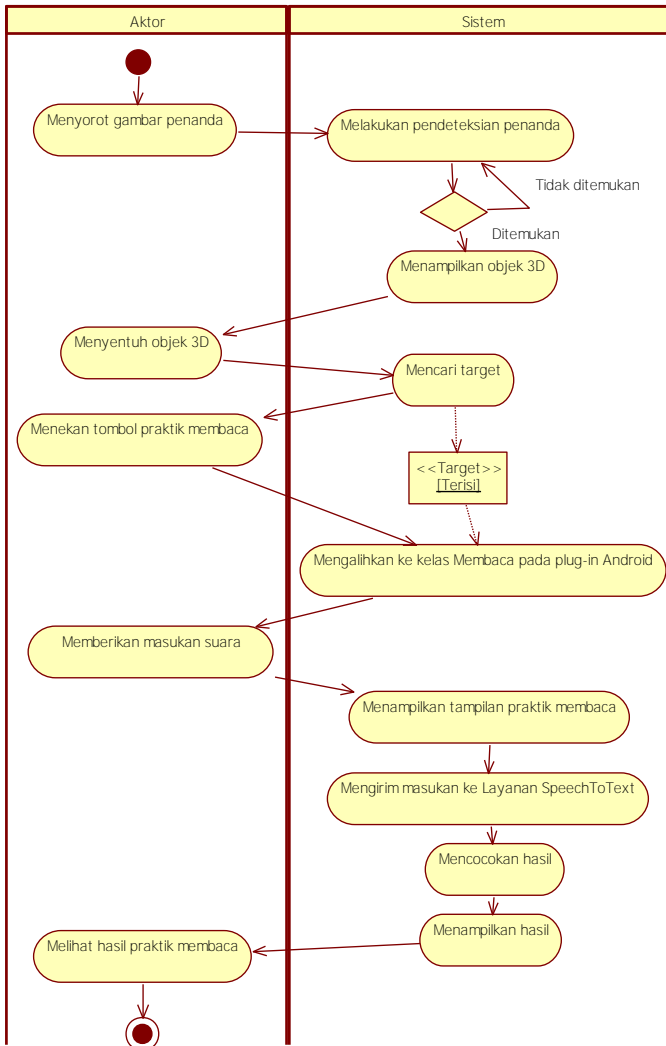 Aktor
Sistem
Menyorot gambar penanda
Melakukan pendeteksian penanda
Tidak ditemukan
Ditemukan
Menampilkan objek 3D
Menyentuh objek 3D
Mencari target
Menekan tombol praktik membaca
<<Target>>
[Terisi]
Mengalihkan ke kelas Membaca pada plug-in Android
Memberikan masukan suara
Menampilkan tampilan praktik membaca
Mengirim masukan ke Layanan SpeechToText
Mencocokan hasil
Menampilkan hasil
Melihat hasil praktik membaca